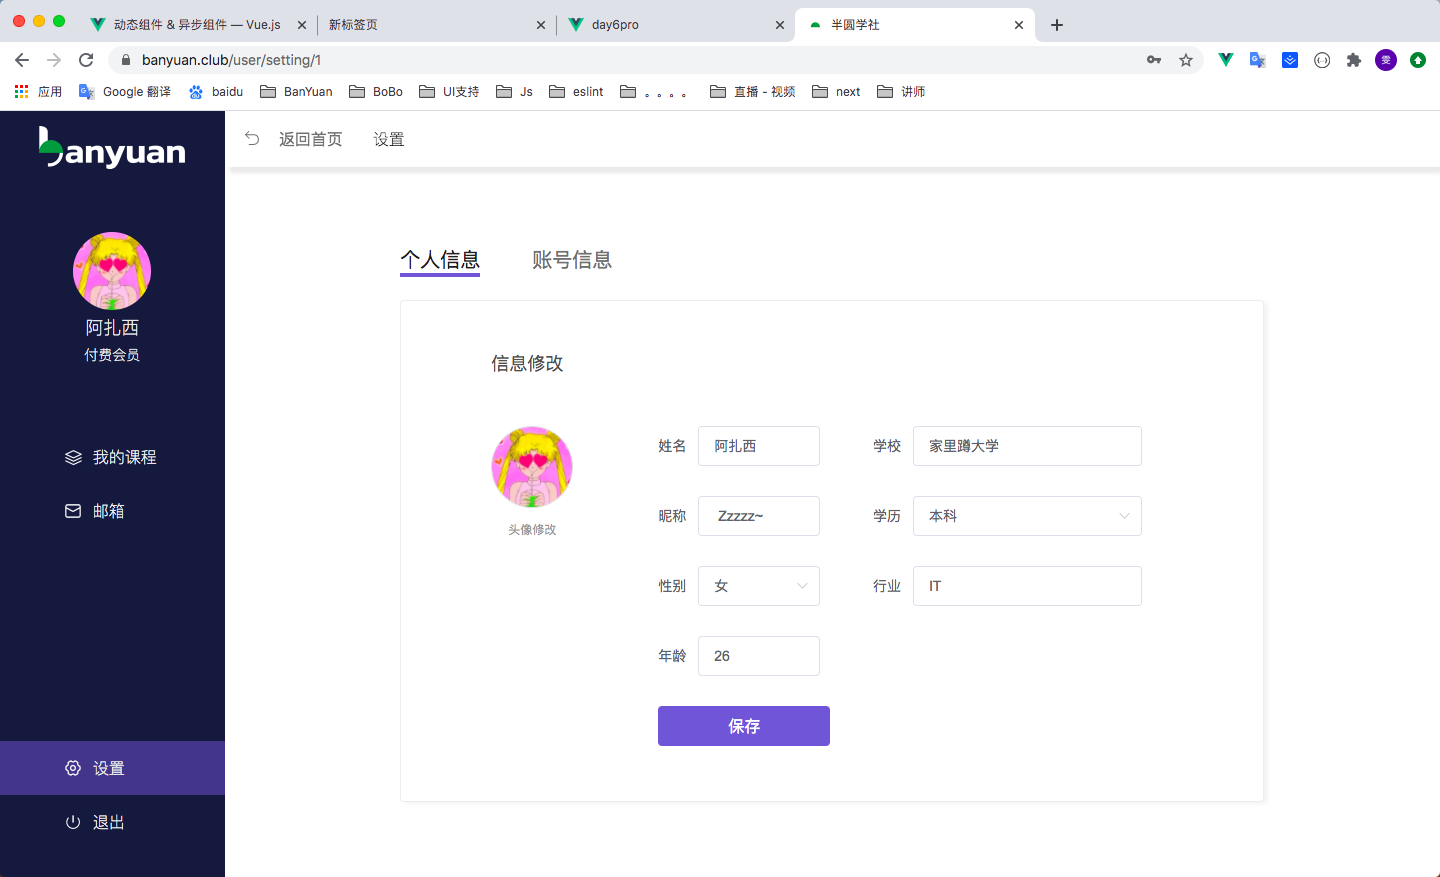 动态组件 & 异步组件 — Vue.js
新标签页
day6pro
半圆学社
banyuan.club/user/setting/1
雯
应用
Google 翻译
baidu
BanYuan
BoBo
UI支持
Js
eslint
。。。。
直播 - 视频
next
讲师
banyuan
返回首页
设置
阿扎西
付费会员
我的课程
邮箱
设置
退出
个人信息
账号信息
信息修改
头像修改
姓名 阿扎西
学校 家里蹲大学
昵称 Zzzzz~
学历 本科
性别 女
行业 IT
年龄 26
保存